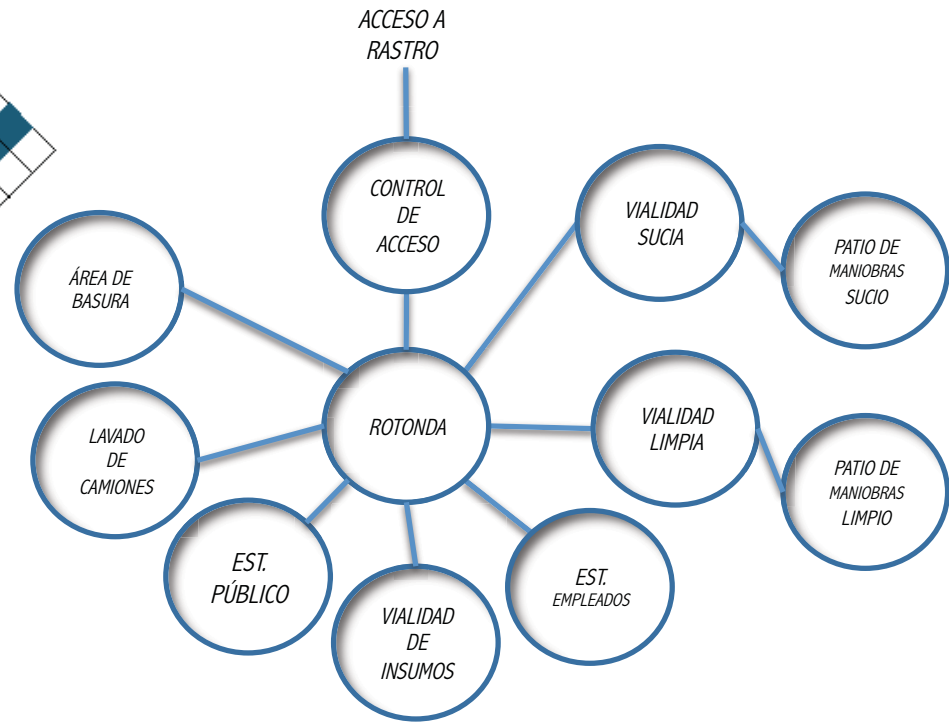 ACCESO A
RASTRO
CONTROL
DE
ACCESO
VIALIDAD
SUCIA
PATIO DE
MANIOBRAS
SUCIO
ÁREA DE
BASURA
ROTONDA
VIALIDAD
LIMPIA
LAVADO
DE
CAMIONES
PATIO DE
MANIOBRAS
LIMPIO
EST.
PÚBLICO
VIALIDAD
DE
INSUMOS
EST.
EMPLEADOS